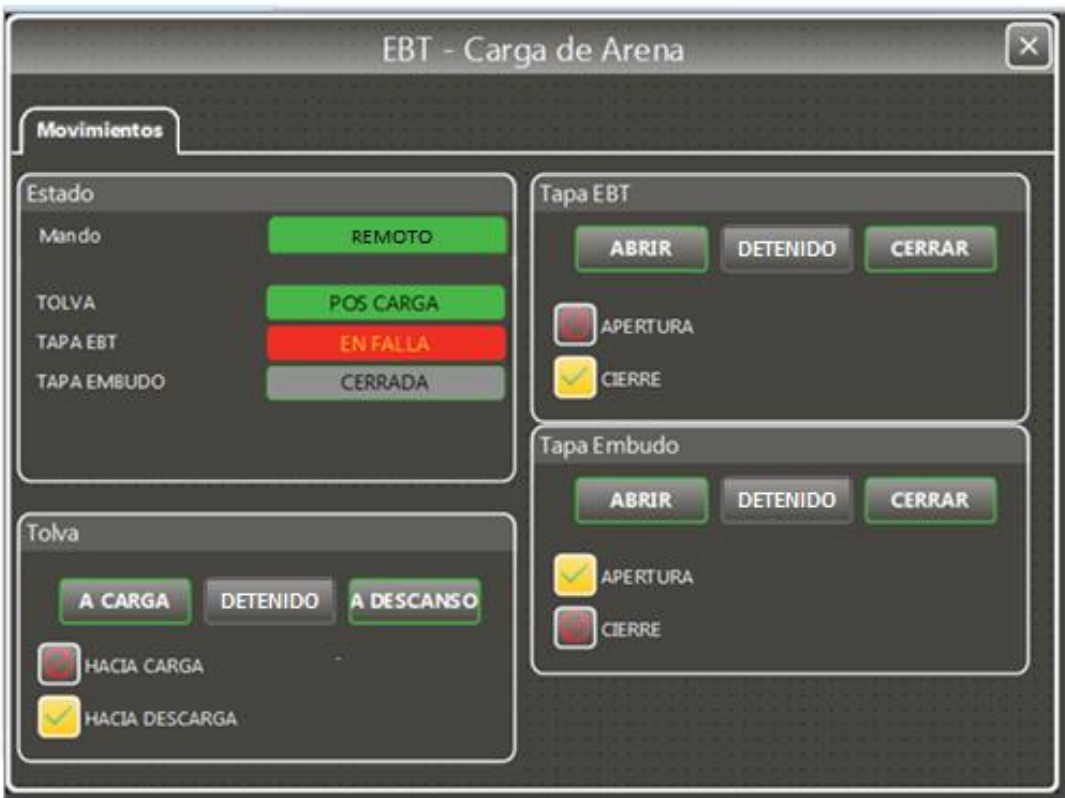 EBT - Carga de Arena
Movimientos
Estado
Mando REMOTO
TOLVA POS CARGA
TAPA EBT EN FALLA
TAPA EMBUDO CERRADA
Tapa EBT
ABRIR DETENIDO CERRAR
APERTURA
CIERRE
Tapa Embudo
ABRIR DETENIDO CERRAR
APERTURA
CIERRE
Tolva
A CARGA DETENIDO A DESCANSO
HACIA CARGA -
HACIA DESCARGA